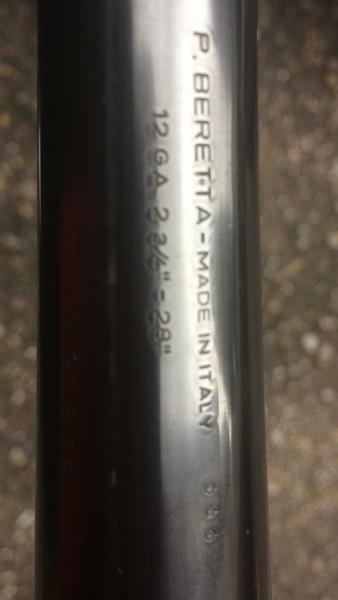 P. BERETTA - MADE IN ITALY
12 GA. 2 3/4" - 28"